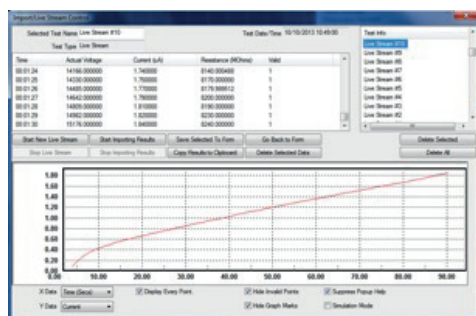 Import/Live Stream Control
Selected Test Name Live Stream #10 Test Date/Time 10/10/2013 10:49:00
Test Type Live Stream
Test Info
Live Stream #10
Live Stream #9
Live Stream #8
Live Stream #7
Live Stream #6
Live Stream #5
Live Stream #4
Live Stream #3
Live Stream #2
Time Actual Voltage Current (uA) Resistance (MOhms) Valid
00:01:24 14166.000000 1.740000 8140.000488 1
00:01:25 14330.000000 1.750000 1
00:01:26 14485.000000 1.770000 1
00:01:27 14642.000000 1.790000 8200.000000 1
00:01:28 14809.000000 1.810000 8190.000000 1
00:01:29 14982.000000 1.820000 8230.000000 1
00:01:30 15176.000000 1.840000 8240.000000 1
Start New Live Stream Start Importing Results Save Selected To Form Go Back to Form Delete Selected
Stop Live Stream Stop Importing Results Copy Results to Clipboard Delete Selected Data Delete All
1.80
1.60
1.40
1.20
1.00
0.80
0.60
0.40
0.20
0.00
0.00 10.00 20.00 30.00 40.00 50.00 60.00 70.00 80.00 90.00
X Data Time (Secs) Display Every Point Hide Invalid Points Suppress Popup Help
Y Data Current Hide Graph Marks Simulation Mode